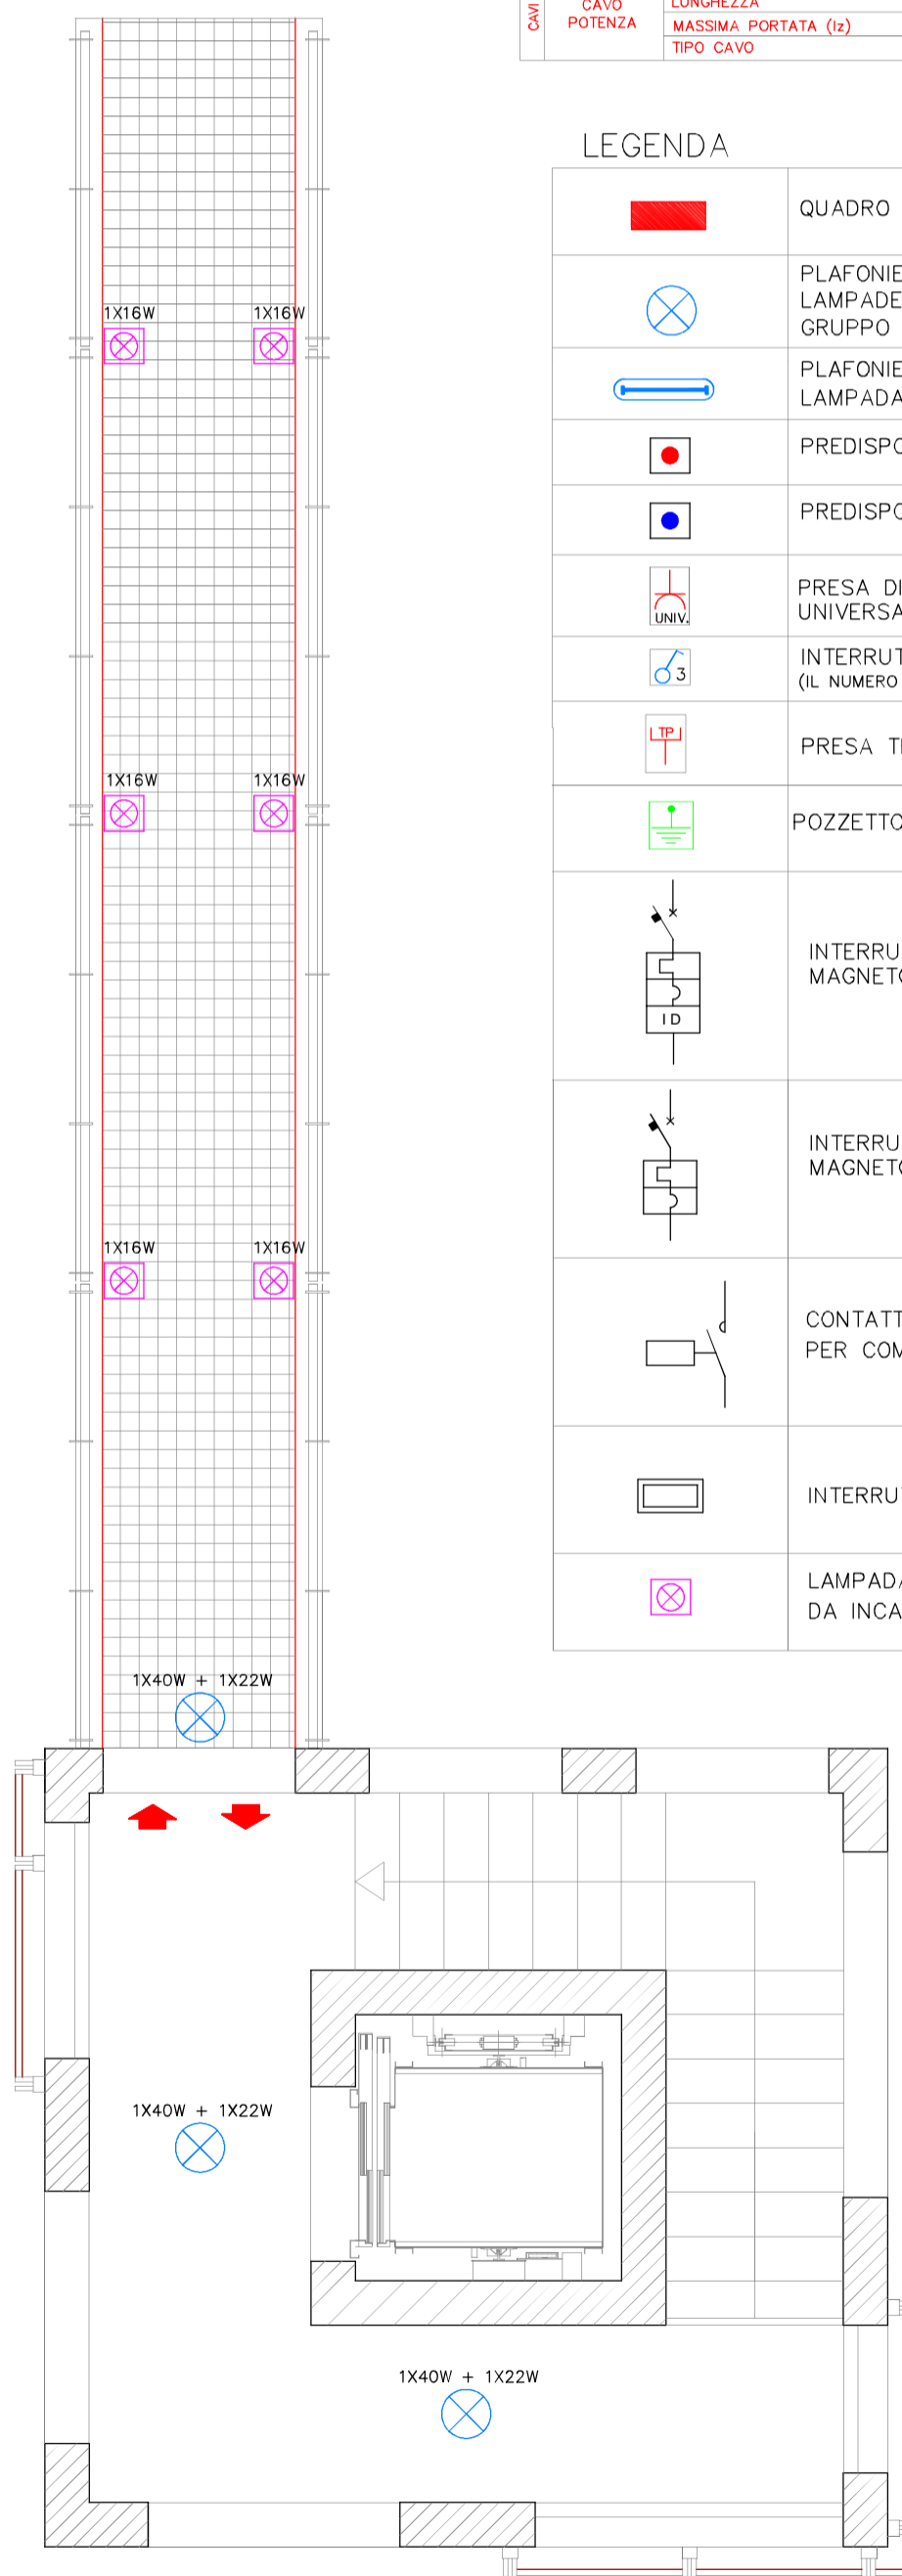 CAVI
CAVO
POTENZA
LUNGHEZZA
MASSIMA PORTATA (Iz)
TIPO CAVO
LEGENDA
QUADRO
PLAFONIE
LAMPADE
GRUPPO
PLAFONIE
LAMPADA
PREDISPO
PREDISPO
UNIV.
PRESA DI
UNIVERSA
3
INTERRUT
(IL NUMERO
TP
PRESA T
POZZETTO
ID
INTERRU
MAGNETO
INTERRU
MAGNETO
CONTATT
PER COM
INTERRUT
LAMPADA
DA INCA
1X16W 1X16W
1X16W 1X16W
1X16W 1X16W
1X40W + 1X22W
1X40W + 1X22W
1X40W + 1X22W